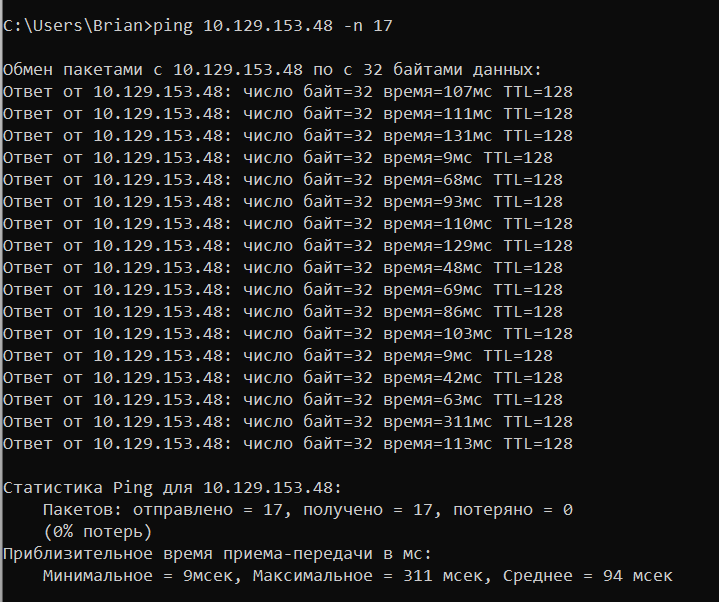 C:\Users\Brian>ping 10.129.153.48 -n 17
Обмен пакетами с 10.129.153.48 по с 32 байтами данных:
Ответ от 10.129.153.48: число байт=32 время=107мс TTL=128
Ответ от 10.129.153.48: число байт=32 время=111мс TTL=128
Ответ от 10.129.153.48: число байт=32 время=131мс TTL=128
Ответ от 10.129.153.48: число байт=32 время=9мс TTL=128
Ответ от 10.129.153.48: число байт=32 время=68мс TTL=128
Ответ от 10.129.153.48: число байт=32 время=93мс TTL=128
Ответ от 10.129.153.48: число байт=32 время=110мс TTL=128
Ответ от 10.129.153.48: число байт=32 время=129мс TTL=128
Ответ от 10.129.153.48: число байт=32 время=48мс TTL=128
Ответ от 10.129.153.48: число байт=32 время=69мс TTL=128
Ответ от 10.129.153.48: число байт=32 время=86мс TTL=128
Ответ от 10.129.153.48: число байт=32 время=103мс TTL=128
Ответ от 10.129.153.48: число байт=32 время=9мс TTL=128
Ответ от 10.129.153.48: число байт=32 время=42мс TTL=128
Ответ от 10.129.153.48: число байт=32 время=63мс TTL=128
Ответ от 10.129.153.48: число байт=32 время=311мс TTL=128
Ответ от 10.129.153.48: число байт=32 время=113мс TTL=128
Статистика Ping для 10.129.153.48:
Пакетов: отправлено = 17, получено = 17, потеряно = 0
(0% потерь)
Приблизительное время приема-передачи в мс:
Минимальное = 9мсек, Максимальное = 311 мсек, Среднее = 94 мсек